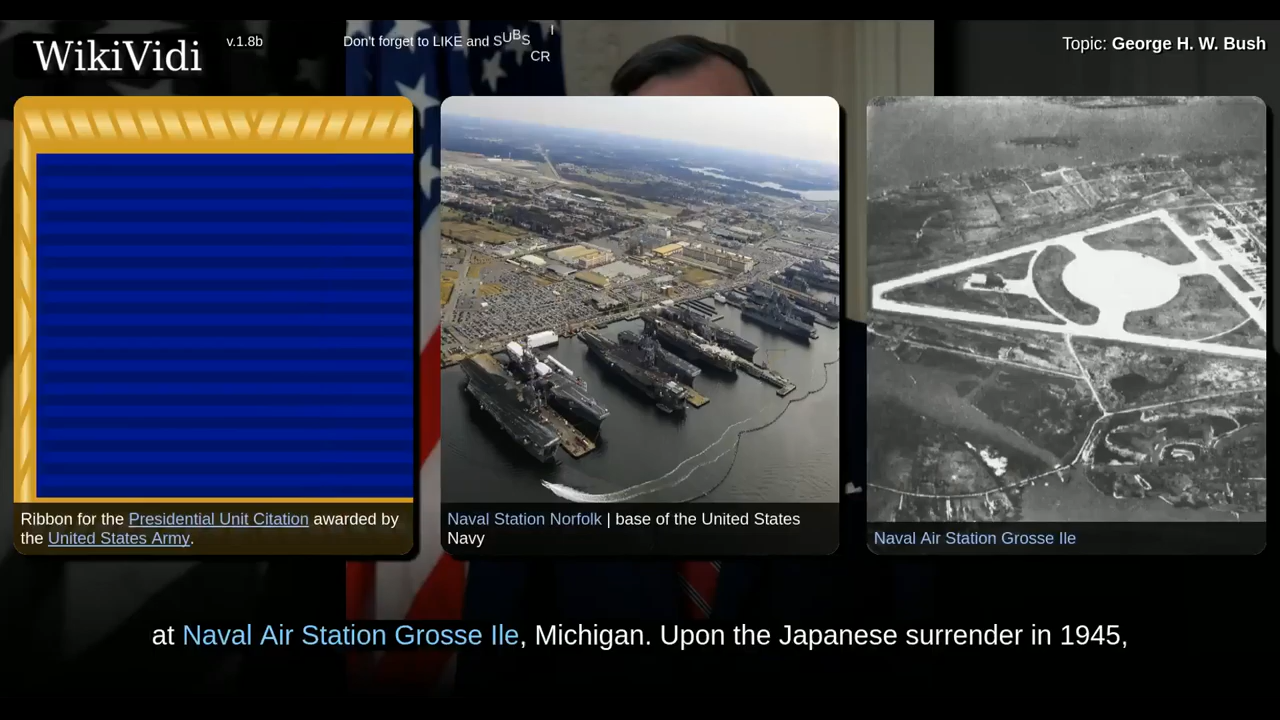 WikiVidi
v.1.8b
Don't forget to LIKE and SUBSCRI
Topic: George H. W. Bush
Ribbon for the Presidential Unit Citation awarded by
the United States Army.
Naval Station Norfolk | base of the United States
Navy
Naval Air Station Grosse Ile
at Naval Air Station Grosse Ile, Michigan. Upon the Japanese surrender in 1945,